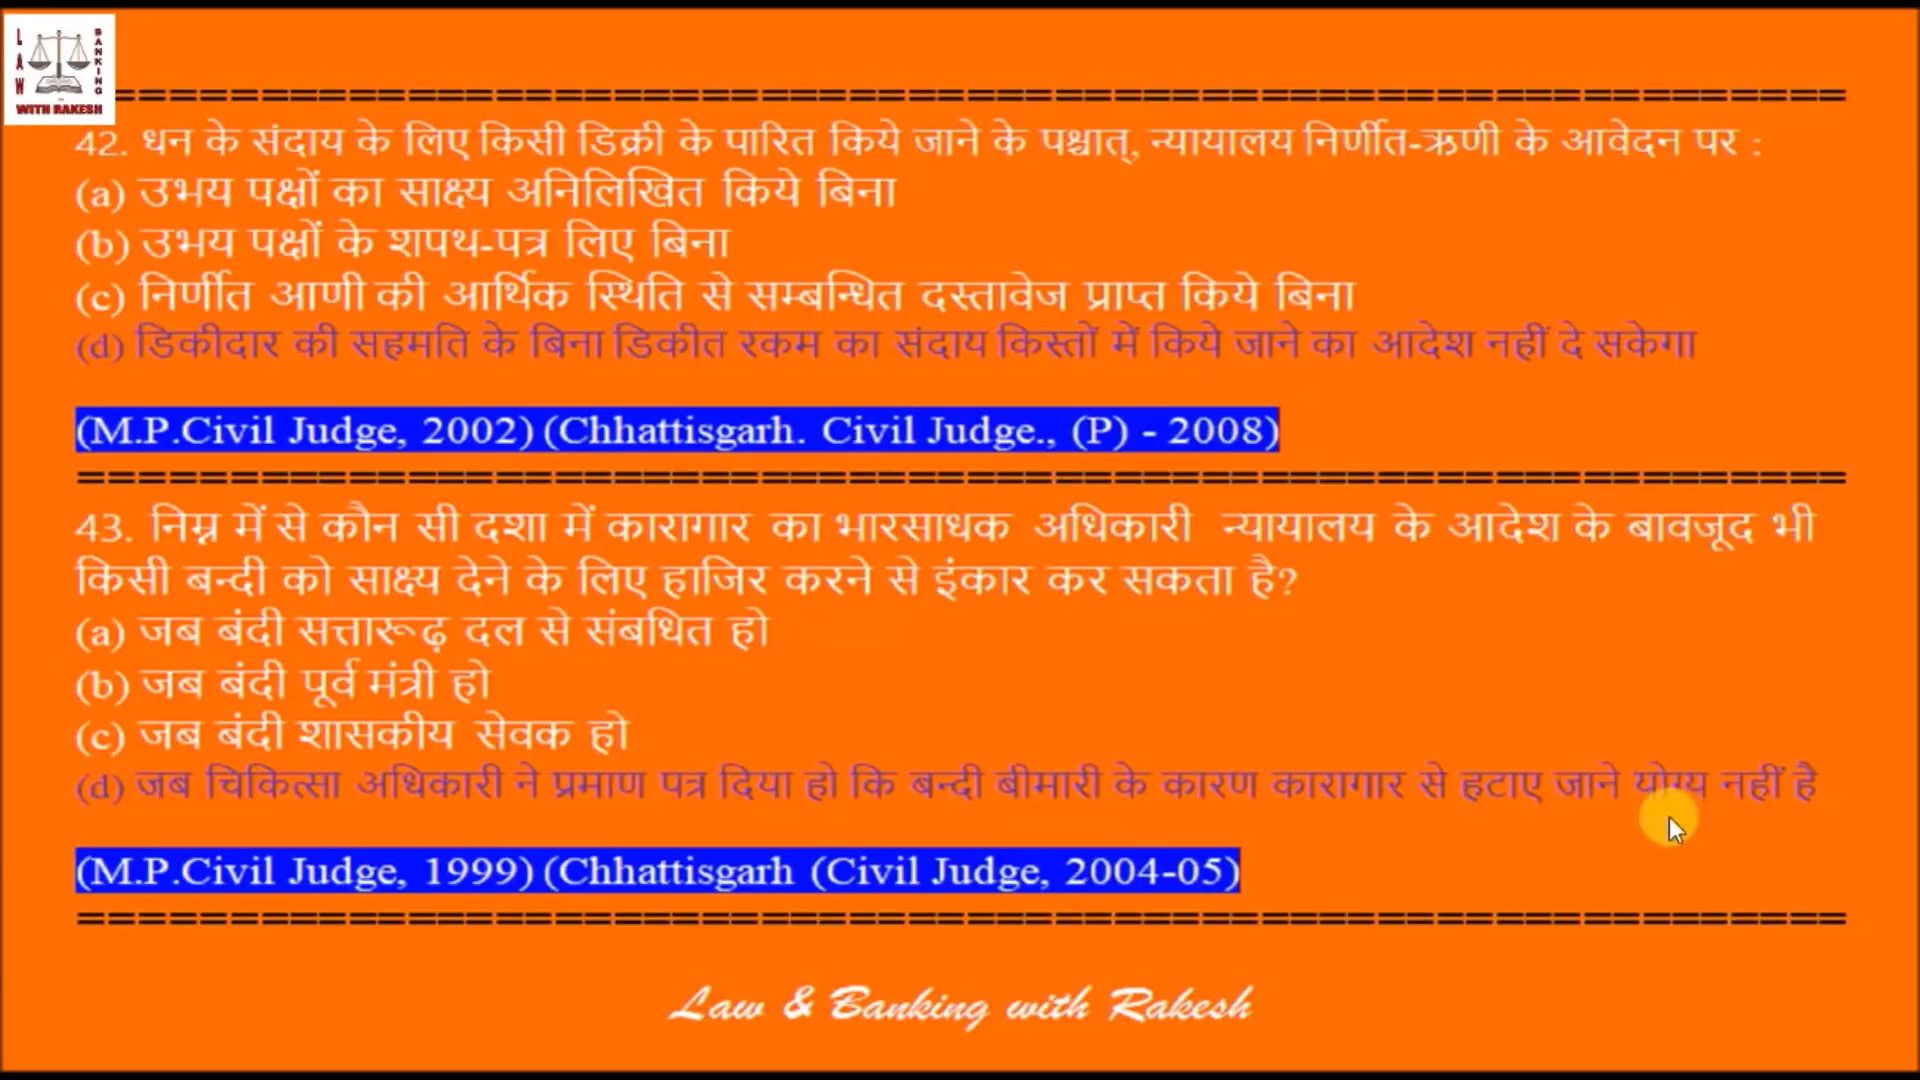 LAW
BANKING
WITH RAKESH
================================================================
42. धन के संदाय के लिए किसी डिक्री के पारित किये जाने के पश्चात्, न्यायालय निर्णीत-ऋणी के आवेदन पर :
(a) उभय पक्षों का साक्ष्य अनिलिखित किये बिना
(b) उभय पक्षों के शपथ-पत्र लिए बिना
(c) निर्णीत आणी की आर्थिक स्थिति से सम्बन्धित दस्तावेज प्राप्त किये बिना
(d) डिकीदार की सहमति के बिना डिकीत रकम का संदाय किस्तों में किये जाने का आदेश नहीं दे सकेगा
(M.P.Civil Judge, 2002) (Chhattisgarh. Civil Judge., (P) - 2008)
================================================================
43. निम्न में से कौन सी दशा में कारागार का भारसाधक अधिकारी न्यायालय के आदेश के बावजूद भी
किसी बन्दी को साक्ष्य देने के लिए हाजिर करने से इंकार कर सकता है?
(a) जब बंदी सत्तारूढ़ दल से संबधित हो
(b) जब बंदी पूर्व मंत्री हो
(c) जब बंदी शासकीय सेवक हो
(d) जब चिकित्सा अधिकारी ने प्रमाण पत्र दिया हो कि बन्दी बीमारी के कारण कारागार से हटाए जाने योग्य नहीं है
(M.P.Civil Judge, 1999) (Chhattisgarh (Civil Judge, 2004-05)
================================================================
Law & Banking with Rakesh